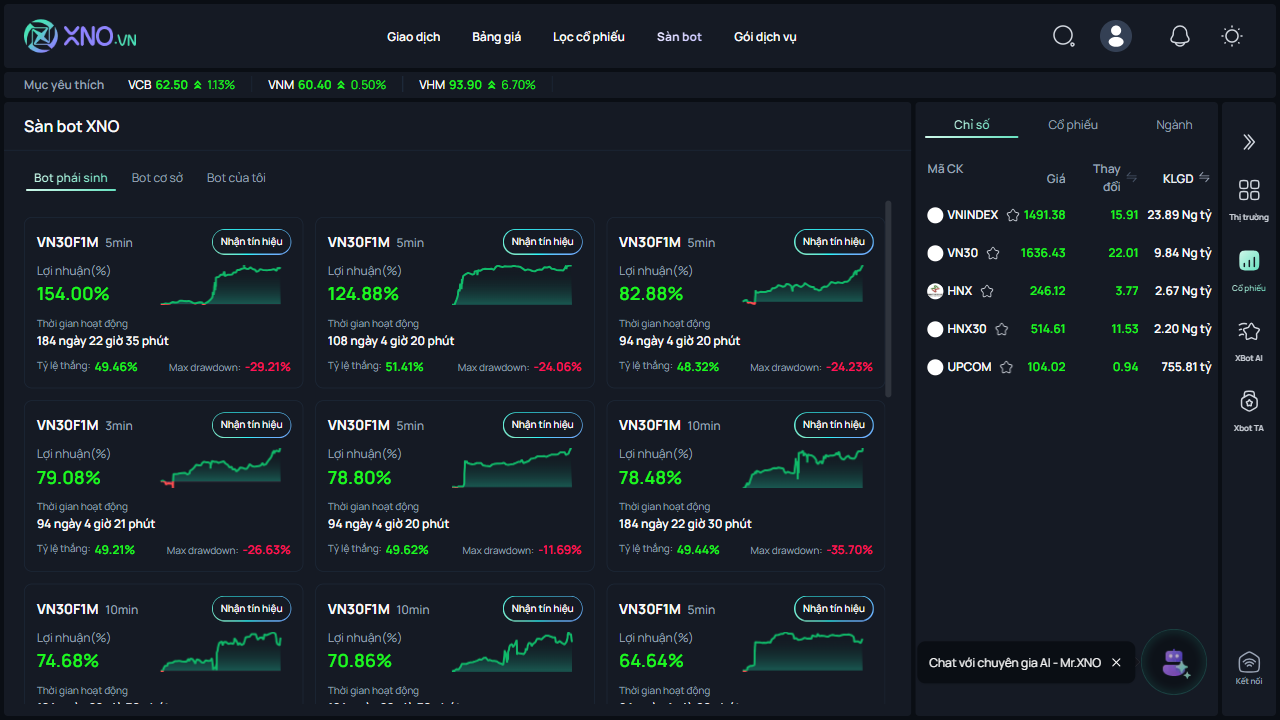 XNO.VN
Giao dịch Bảng giá Lọc cổ phiếu Sàn bot Gói dịch vụ
Mục yêu thích VCB 62.50 1.13% VNM 60.40 0.50% VHM 93.90 6.70%
Sàn bot XNO
Bot phái sinh Bot cơ sở Bot của tôi
VN30F1M 5min Nhận tín hiệu
Lợi nhuận(%)
154.00%
Thời gian hoạt động
184 ngày 22 giờ 35 phút
Tỷ lệ thắng: 49.46% Max drawdown: -29.21%
VN30F1M 5min Nhận tín hiệu
Lợi nhuận(%)
124.88%
Thời gian hoạt động
108 ngày 4 giờ 20 phút
Tỷ lệ thắng: 51.41% Max drawdown: -24.06%
VN30F1M 5min Nhận tín hiệu
Lợi nhuận(%)
82.88%
Thời gian hoạt động
94 ngày 4 giờ 20 phút
Tỷ lệ thắng: 48.32% Max drawdown: -24.23%
VN30F1M 3min Nhận tín hiệu
Lợi nhuận(%)
79.08%
Thời gian hoạt động
94 ngày 4 giờ 21 phút
Tỷ lệ thắng: 49.21% Max drawdown: -26.63%
VN30F1M 5min Nhận tín hiệu
Lợi nhuận(%)
78.80%
Thời gian hoạt động
94 ngày 4 giờ 20 phút
Tỷ lệ thắng: 49.62% Max drawdown: -11.69%
VN30F1M 10min Nhận tín hiệu
Lợi nhuận(%)
78.48%
Thời gian hoạt động
184 ngày 22 giờ 30 phút
Tỷ lệ thắng: 49.44% Max drawdown: -35.70%
VN30F1M 10min Nhận tín hiệu
Lợi nhuận(%)
74.68%
Thời gian hoạt động
VN30F1M 10min Nhận tín hiệu
Lợi nhuận(%)
70.86%
Thời gian hoạt động
VN30F1M 5min Nhận tín hiệu
Lợi nhuận(%)
64.64%
Thời gian hoạt động
Chỉ số Cổ phiếu Ngành
Mã CK Giá Thay đổi KLGD
VNINDEX 1491.38 15.91 23.89 Ng tỷ
VN30 1636.43 22.01 9.84 Ng tỷ
HNX 246.12 3.77 2.67 Ng tỷ
HNX30 514.61 11.53 2.20 Ng tỷ
UPCOM 104.02 0.94 755.81 tỷ
Chat với chuyên gia AI - Mr.XNO
Thị trường
Cổ phiếu
XBot AI
Xbot TA
Kết nối